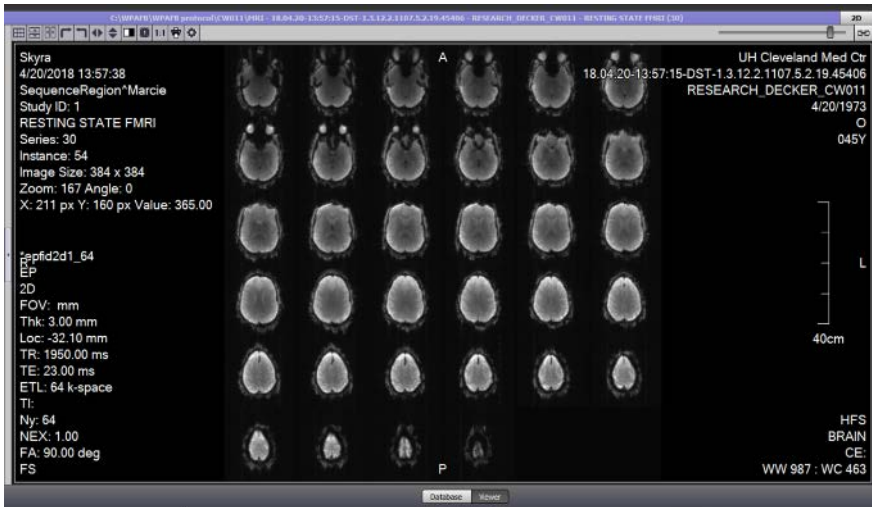 C:\WPAFB\WPAFB protocol\CW011\MRI - 18.04.20-13:57:15-DST-1.3.12.2.1107.5.2.19.45406 - RESEARCH_DECKER_CW011 - RESTING STATE FMRI (30)
2D
1:1
Skyra
4/20/2018 13:57:38
SequenceRegion^Marcie
Study ID: 1
RESTING STATE FMRI
Series: 30
Instance: 54
Image Size: 384 x 384
Zoom: 167 Angle: 0
X: 211 px Y: 160 px Value: 365.00
A
UH Cleveland Med Ctr
18.04.20-13:57:15-DST-1.3.12.2.1107.5.2.19.45406
RESEARCH_DECKER_CW011
4/20/1973
O
045Y
*epfid2d1_64
R
EP
2D
FOV: mm
Thk: 3.00 mm
Loc: -32.10 mm
TR: 1950.00 ms
TE: 23.00 ms
ETL: 64 k-space
TI:
Ny: 64
NEX: 1.00
FA: 90.00 deg
FS
L
40cm
P
HFS
BRAIN
CE:
WW 987 : WC 463
Database Viewer